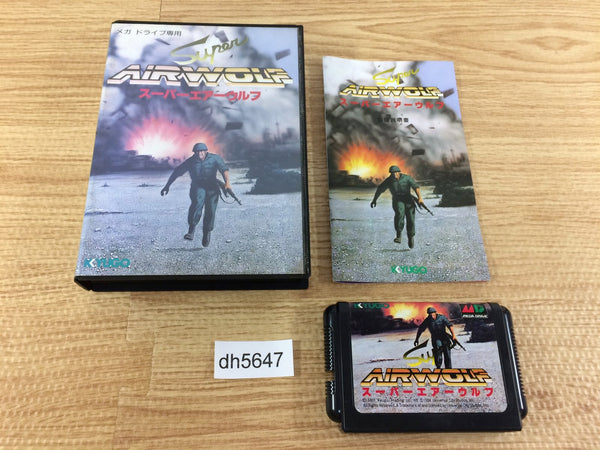 メガ ドライブ専用
Super
AIRWOLF
スーパーエアーウルフ
KYUGO
Super
AIRWOLF
スーパーエアーウルフ
取扱説明書
KYUGO
dh5647
KYUGO
MD
MEGA DRIVE
AIRWOLF
スーパーエアーウルフ